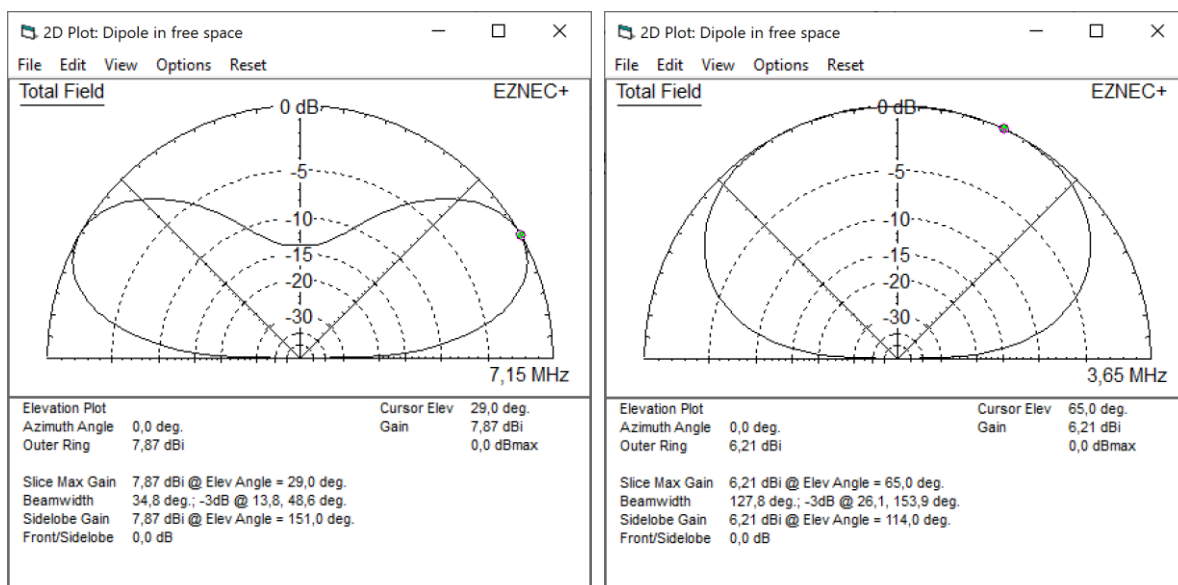 2D Plot: Dipole in free space
File Edit View Options Reset
Total Field EZNEC+
0 dB
-5
-10
-15
-20
-30
7,15 MHz
Elevation Plot Cursor Elev 29,0 deg.
Azimuth Angle 0,0 deg. Gain 7,87 dBi
Outer Ring 7,87 dBi 0,0 dBmax
Slice Max Gain 7,87 dBi @ Elev Angle = 29,0 deg.
Beamwidth 34,8 deg.; -3dB @ 13,8, 48,6 deg.
Sidelobe Gain 7,87 dBi @ Elev Angle = 151,0 deg.
Front/Sidelobe 0,0 dB
2D Plot: Dipole in free space
File Edit View Options Reset
Total Field EZNEC+
0 dB
-5
-10
-15
-20
-30
3,65 MHz
Elevation Plot Cursor Elev 65,0 deg.
Azimuth Angle 0,0 deg. Gain 6,21 dBi
Outer Ring 6,21 dBi 0,0 dBmax
Slice Max Gain 6,21 dBi @ Elev Angle = 65,0 deg.
Beamwidth 127,8 deg.; -3dB @ 26,1, 153,9 deg.
Sidelobe Gain 6,21 dBi @ Elev Angle = 114,0 deg.
Front/Sidelobe 0,0 dB